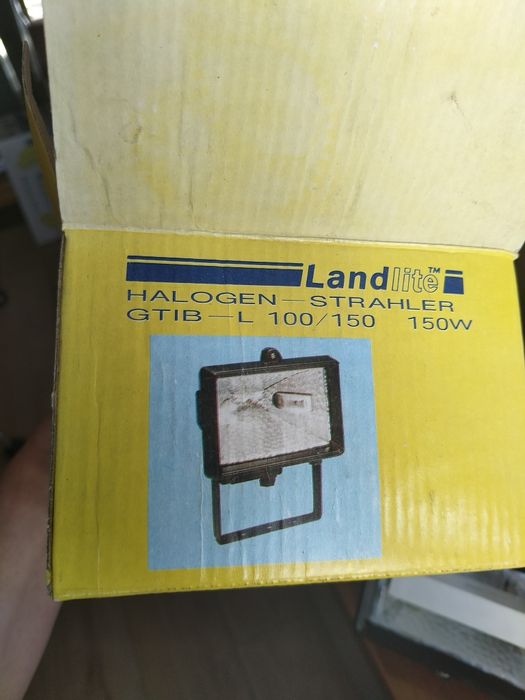 Landlite™
HALOGEN-STRAHLER
GTIB-L 100/150 150W